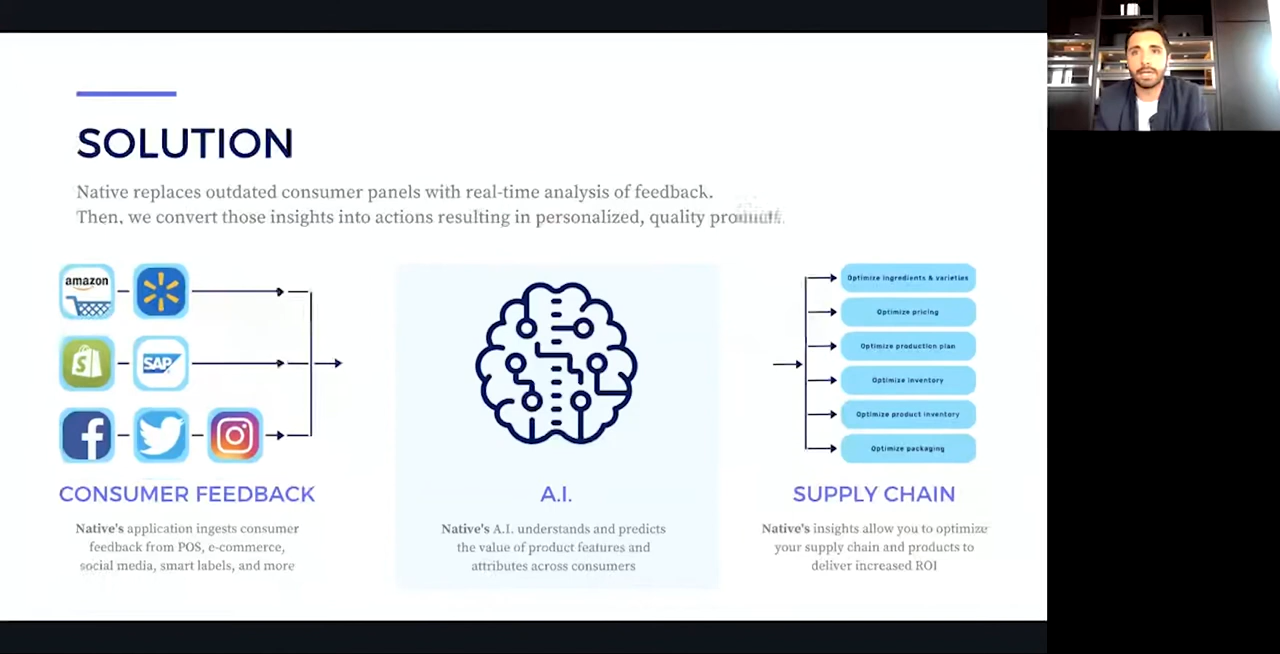 SOLUTION
Native replaces outdated consumer panels with real-time analysis of feedback.
Then, we convert those insights into actions resulting in personalized, quality products.
amazon
SAP
CONSUMER FEEDBACK
Native's application ingests consumer
feedback from POS, e-commerce,
social media, smart labels, and more
A.I.
Native's A.I. understands and predicts
the value of product features and
attributes across consumers
Optimize ingredients & varieties
Optimize pricing
Optimize production plan
Optimize inventory
Optimize product inventory
Optimize packaging
SUPPLY CHAIN
Native's insights allow you to optimize
your supply chain and products to
deliver increased ROI